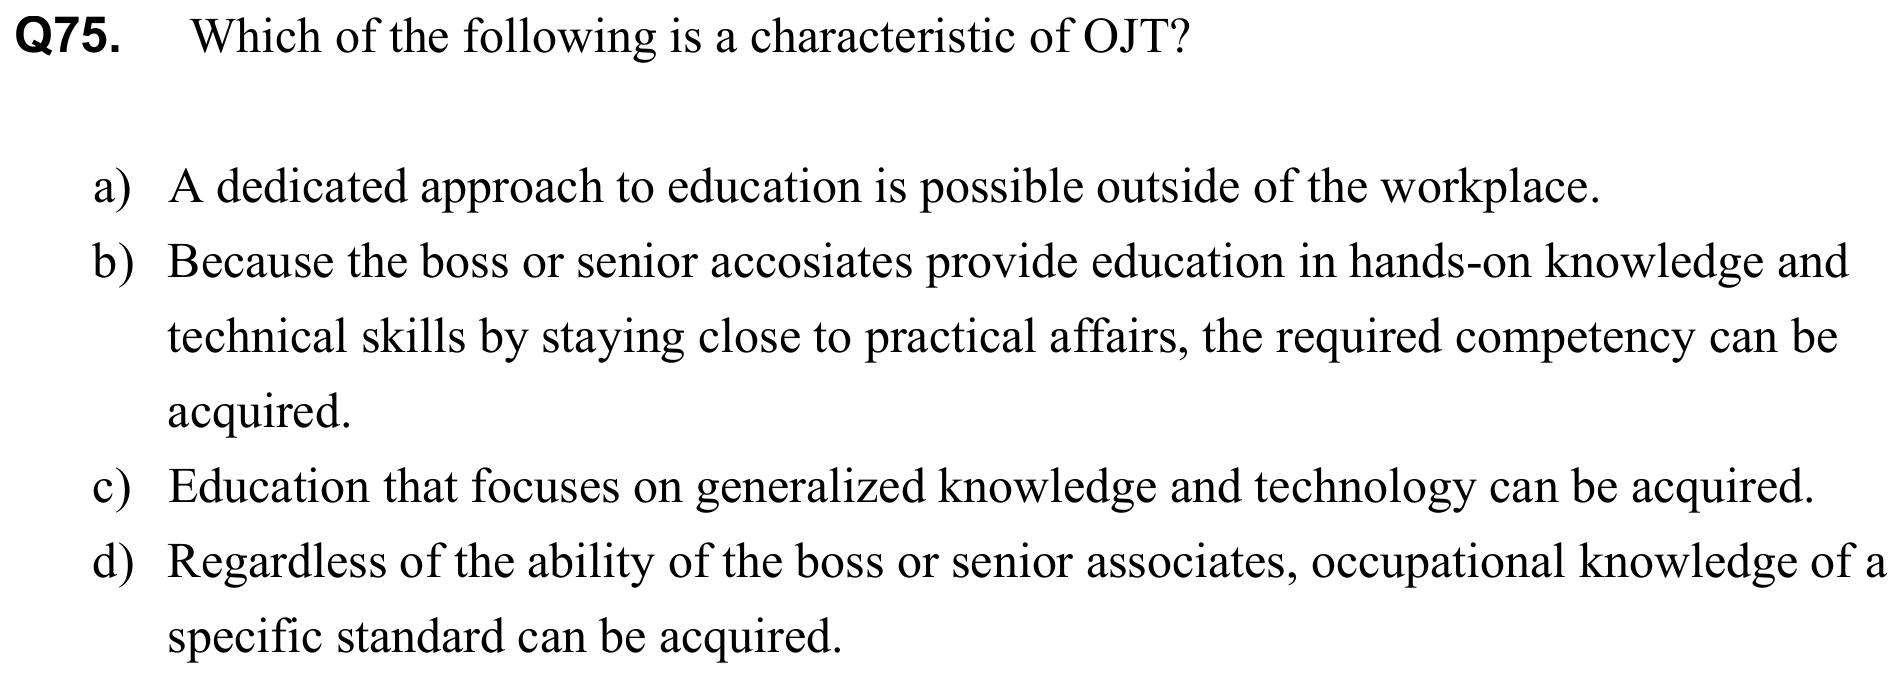 Q75. Which of the following is a characteristic of OJT?
a) A dedicated approach to education is possible outside of the workplace.
b) Because the boss or senior accosiates provide education in hands-on knowledge and
technical skills by staying close to practical affairs, the required competency can be
acquired.
c) Education that focuses on generalized knowledge and technology can be acquired.
d) Regardless of the ability of the boss or senior associates, occupational knowledge of a
specific standard can be acquired.